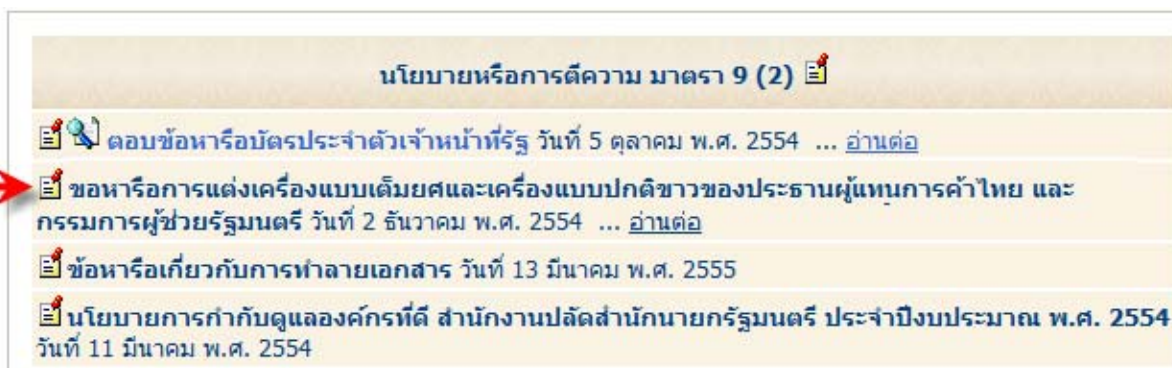 นโยบายหรือการตีความ มาตรา 9 (2)
ตอบข้อหารือบัตรประจำตัวเจ้าหน้าที่รัฐ วันที่ 5 ตุลาคม พ.ศ. 2554 ... อ่านต่อ
ขอหารือการแต่งเครื่องแบบเต็มยศและเครื่องแบบปกติขาวของประธานผู้แทนการค้าไทย และ
กรรมการผู้ช่วยรัฐมนตรี วันที่ 2 ธันวาคม พ.ศ. 2554 ... อ่านต่อ
ข้อหารือเกี่ยวกับการทำลายเอกสาร วันที่ 13 มีนาคม พ.ศ. 2555
นโยบายการกำกับดูแลองค์กรที่ดี สำนักงานปลัดสำนักนายกรัฐมนตรี ประจำปีงบประมาณ พ.ศ. 2554
วันที่ 11 มีนาคม พ.ศ. 2554